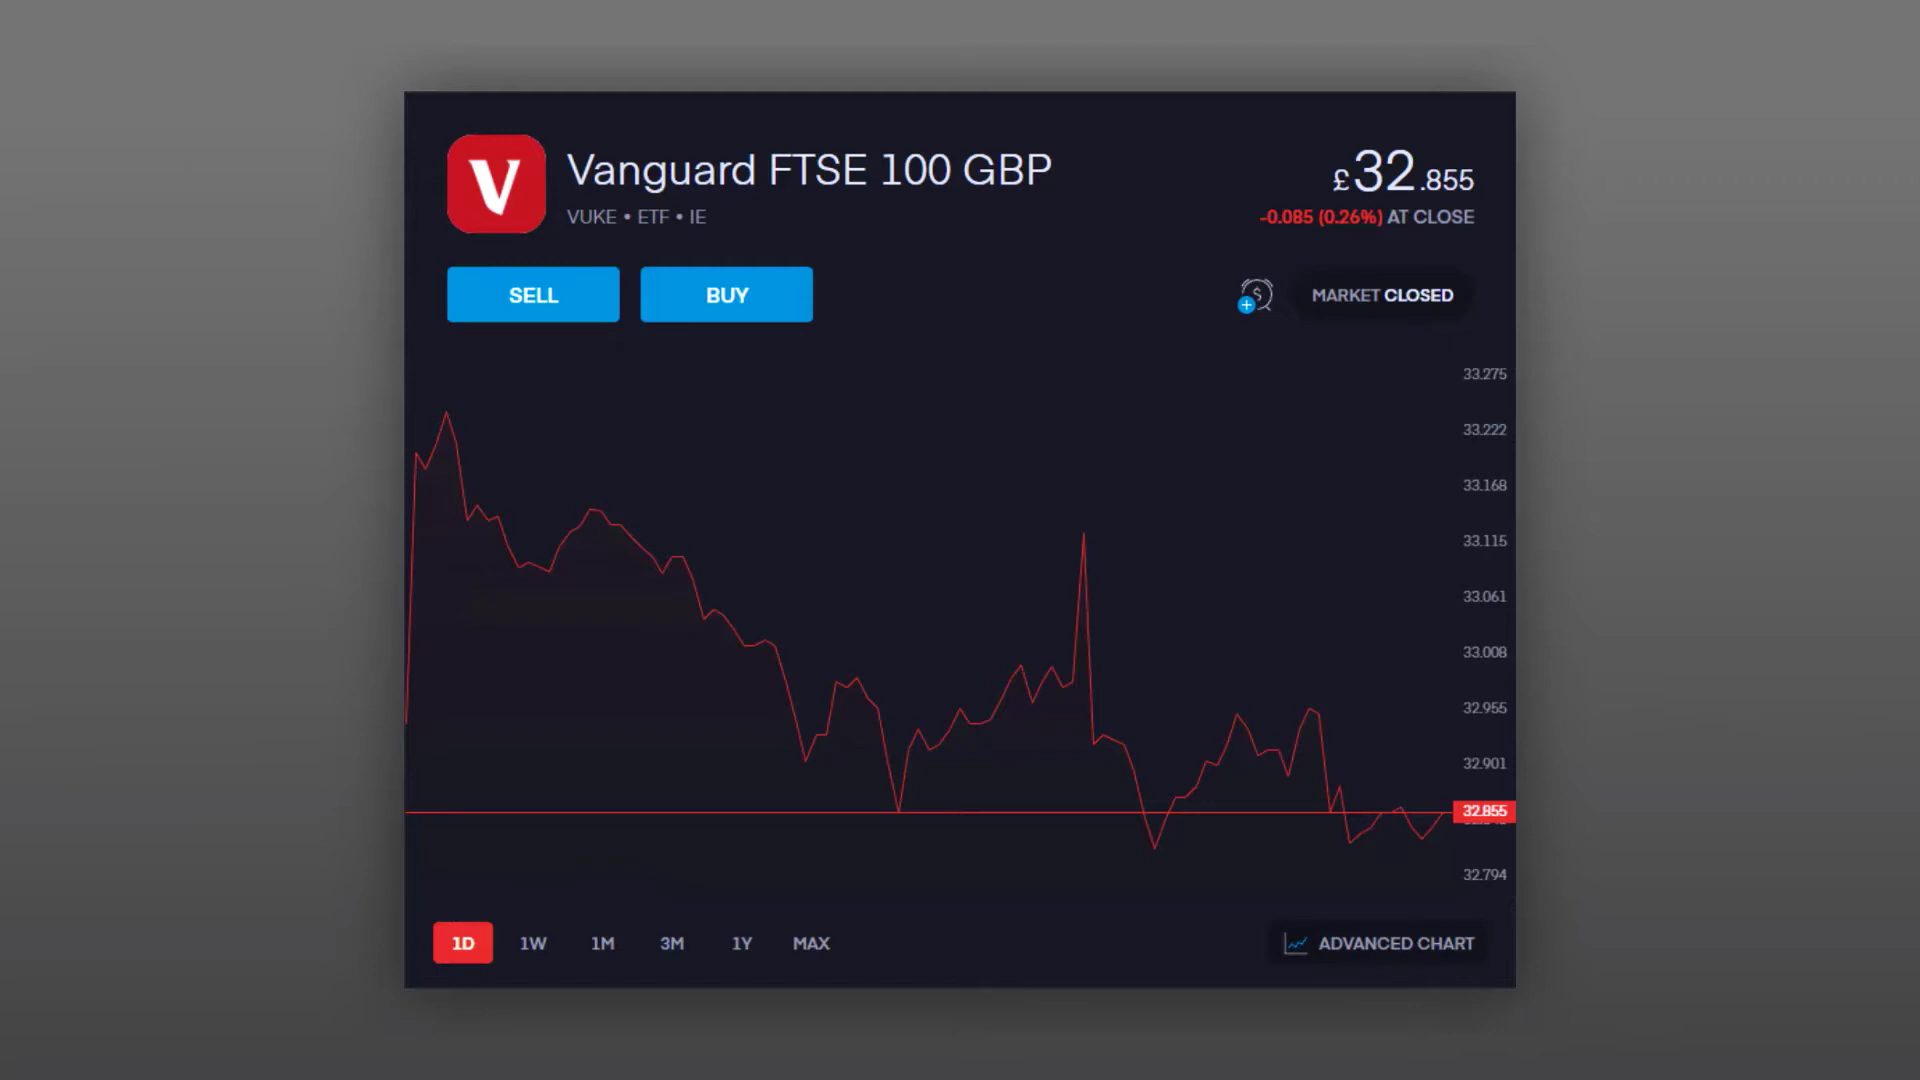 V
Vanguard FTSE 100 GBP
VUKE • ETF • IE
£32.855
-0.085 (0.26%) AT CLOSE
SELL
BUY
$
MARKET CLOSED
33.275
33.222
33.168
33.115
33.061
33.008
32.955
32.901
32.855
32.794
1D
1W
1M
3M
1Y
MAX
ADVANCED CHART